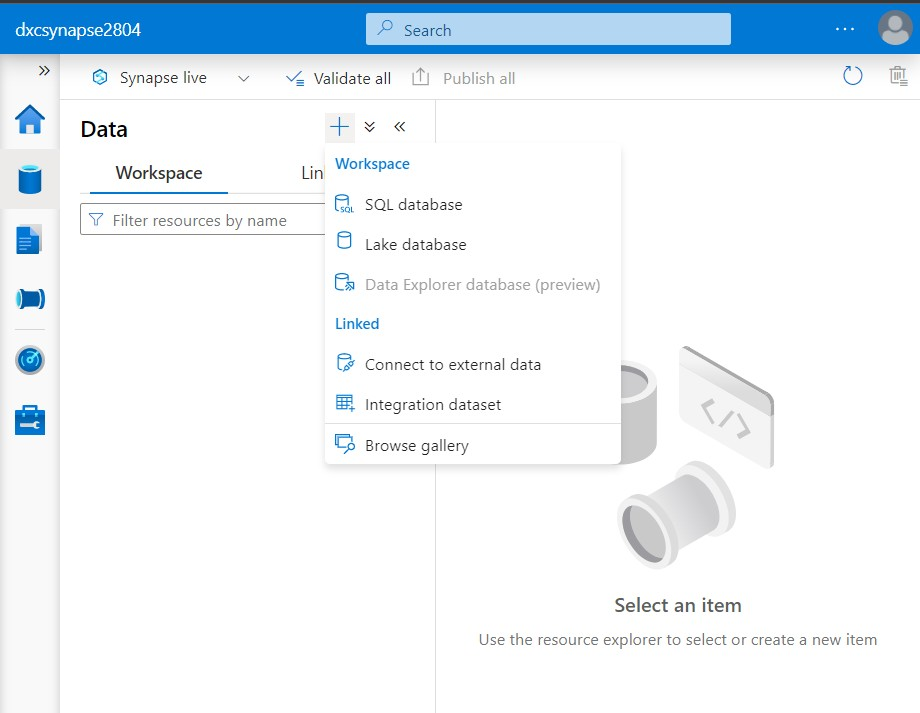 dxcsynapse2804
Search
Synapse live
Validate all
Publish all
Data
Workspace
Workspace
SQL
SQL database
Lake database
Data Explorer database (preview)
Linked
Connect to external data
Integration dataset
Browse gallery
Filter resources by name
Select an item
Use the resource explorer to select or create a new item